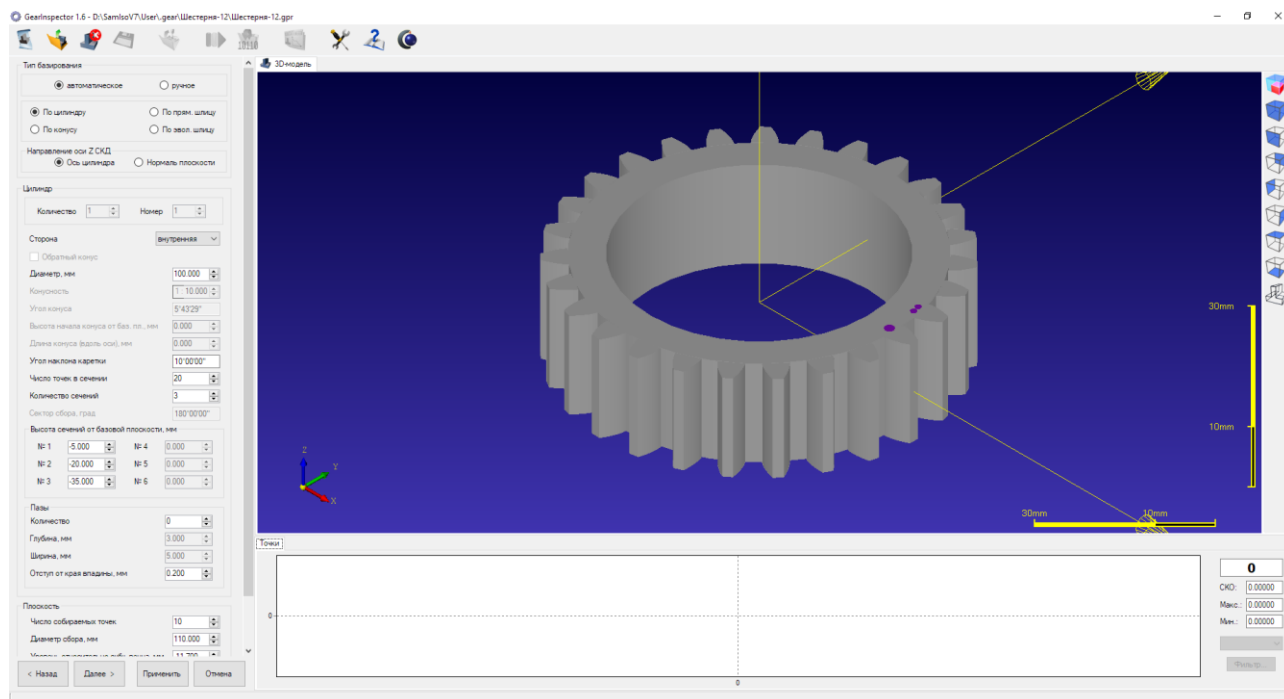 GearInspector 1.6 - D:\SamIsoV7\User\.gear\Шестерня-12\Шестерня-12.gpr
Тип базирования
автоматическое ручное
По цилиндру По прям. шлицу
По конусу По эвол. шлицу
Направление оси Z СКД
Ось цилиндра Нормаль плоскости
Цилиндр
Количество 1 Номер 1
Сторона внутренняя
Обратный конус
Диаметр, мм 100.000
Конусность 1 10.000
Угол конуса 5°43'29"
Высота начала конуса от баз. пл., мм 0.000
Длина конуса (вдоль оси), мм 0.000
Угол наклона каретки 10°00'00"
Число точек в сечении 20
Количество сечений 3
Сектор сбора, град 180°00'00"
Высота сечений от базовой плоскости, мм
№ 1 -5.000 № 4 0.000
№ 2 -20.000 № 5 0.000
№ 3 -35.000 № 6 0.000
Пазы
Количество 0
Глубина, мм 3.000
Ширина, мм 5.000
Отступ от края впадины, мм 0.200
Плоскость
Число собираемых точек 10
Диаметр сбора, мм 110.000
< Назад Далее > Применить Отмена
3D-модель
Z
Y
X
30mm
10mm
30mm 10mm
Точки
0
0
0
СКО: 0.00000
Макс.: 0.00000
Мин.: 0.00000
Фильтр...